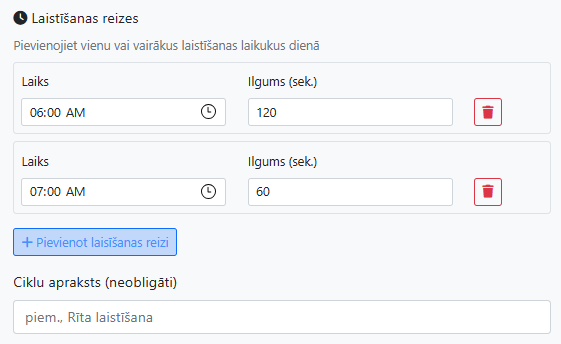 Laistīšanas reizes
Pievienojiet vienu vai vairākus laistīšanas laikukus dienā
Laiks Ilgums (sek.)
06:00 AM 120
Laiks Ilgums (sek.)
07:00 AM 60
+ Pievienot laisīšanas reizi
Ciklu apraksts (neobligāti)
piem., Rīta laistīšana